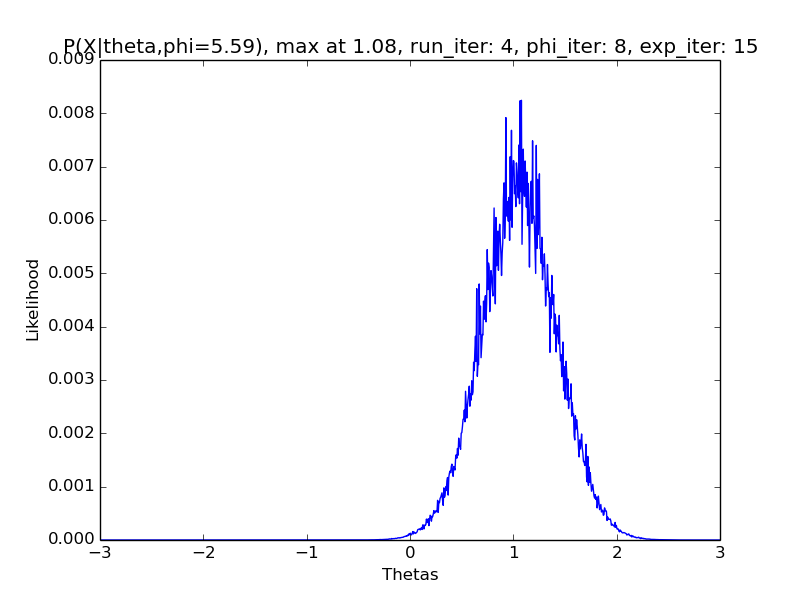 P(X|theta,phi=5.59), max at 1.08, run_iter: 4, phi_iter: 8, exp_iter: 15
0.009
0.008
0.007
0.006
0.005
0.004
0.003
0.002
0.001
0.000
Likelihood
−3 −2 −1 0 1 2 3
Thetas